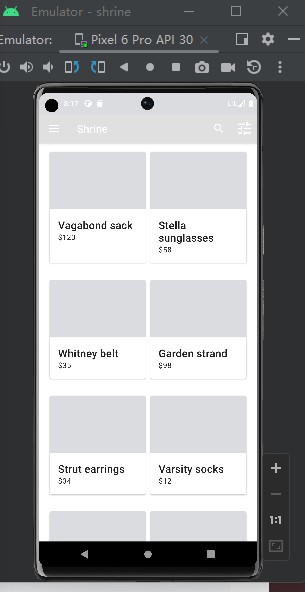 Emulator - shrine
Emulator:
Pixel 6 Pro API 30
8:17
Shrine
Vagabond sack
$120
Stella
sunglasses
$58
Whitney belt
$35
Garden strand
$98
Strut earrings
$34
Varsity socks
$12
1:1